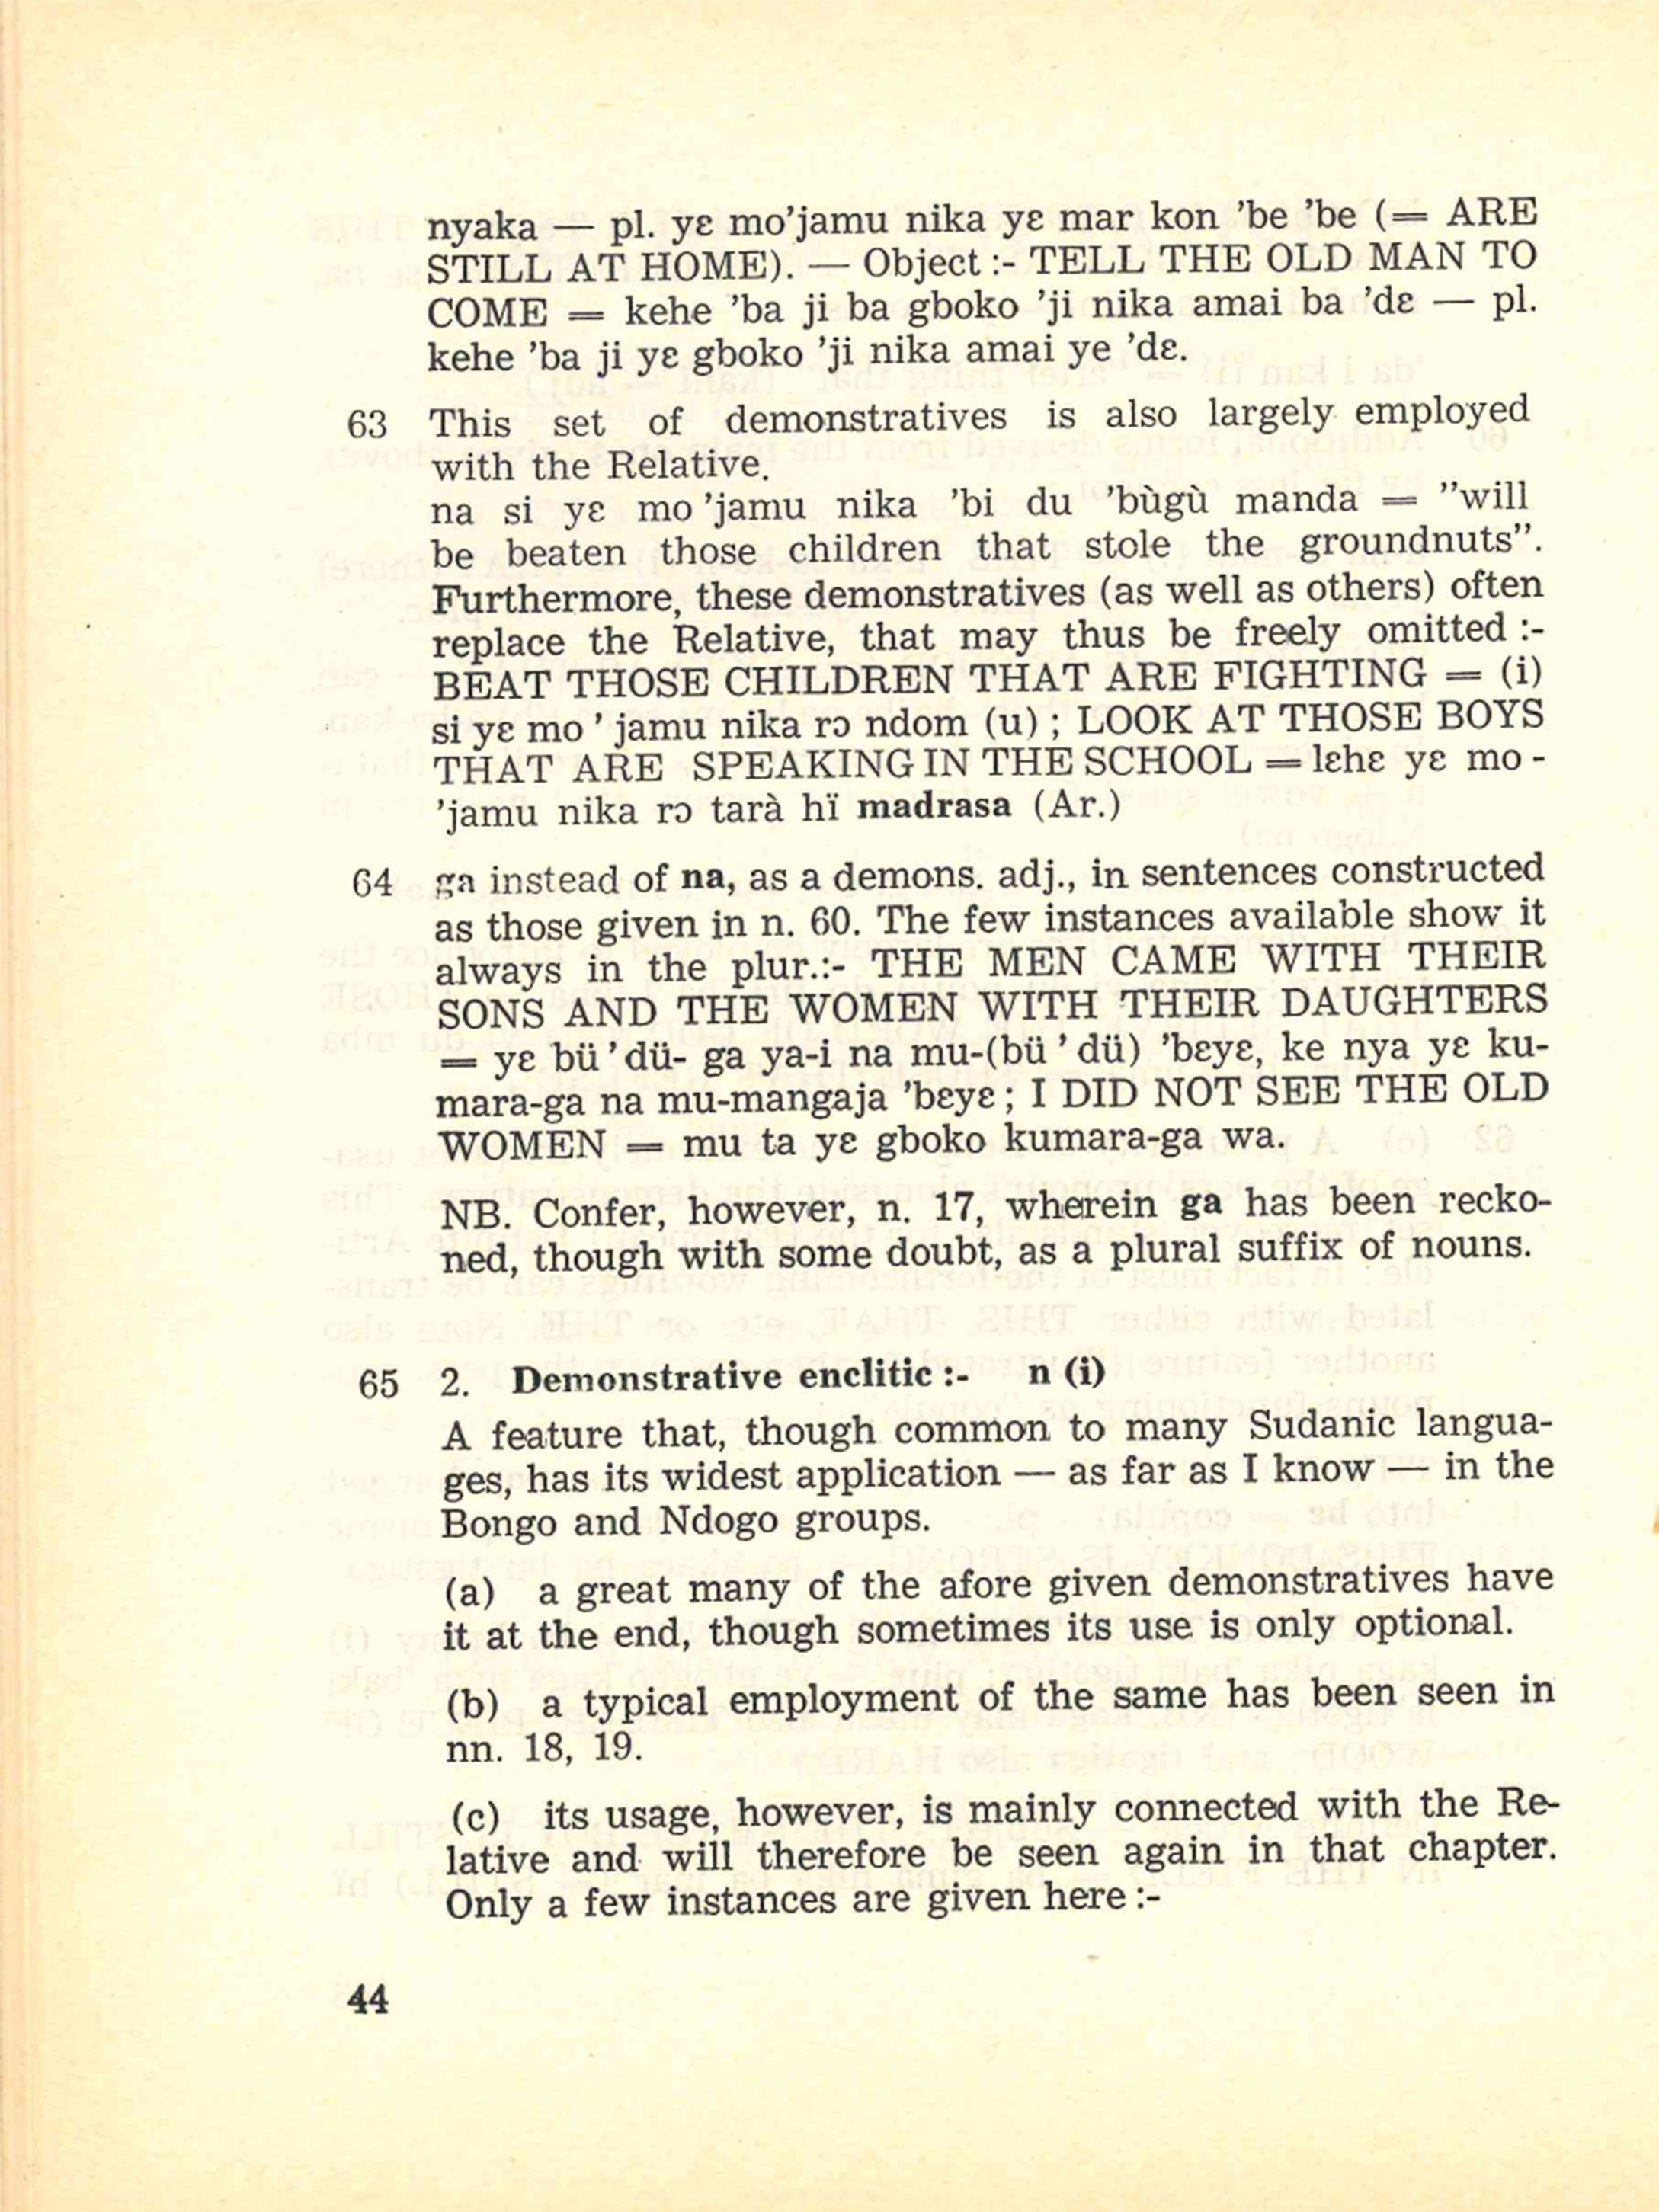 nyaka — pl. yɛ mo’jamu nika yɛ mar kon ’be ’be (= ARE
STILL AT HOME). — Object :- TELL THE OLD MAN TO
COME = kehe ’ba ji ba gboko ’ji nika amai ba ’dɛ — pl.
kehe ’ba ji yɛ gboko ’ji nika amai ye ’dɛ.
63 This set of demonstratives is also largely employed
with the Relative.
na si yɛ mo ’jamu nika ’bi du ’bùgù manda = ’’will
be beaten those children that stole the groundnuts”.
Furthermore, these demonstratives (as well as others) often
replace the Relative, that may thus be freely omitted :-
BEAT THOSE CHILDREN THAT ARE FIGHTING = (i)
si yɛ mo ’ jamu nika rɔ ndom (u) ; LOOK AT THOSE BOYS
THAT ARE SPEAKING IN THE SCHOOL = lɛhɛ yɛ mo -
’jamu nika rɔ tarà hï madrasa (Ar.)
64 ga instead of na, as a demons. adj., in sentences constructed
as those given in n. 60. The few instances available show it
always in the plur.:- THE MEN CAME WITH THEIR
SONS AND THE WOMEN WITH THEIR DAUGHTERS
= yɛ bü ’ dü- ga ya-i na mu-(bü ’ dü) ’bɛyɛ, ke nya yɛ ku-
mara-ga na mu-mangaja ’bɛyɛ ; I DID NOT SEE THE OLD
WOMEN = mu ta yɛ gboko kumara-ga wa.
NB. Confer, however, n. 17, wherein ga has been recko-
ned, though with some doubt, as a plural suffix of nouns.
65 2. Demonstrative enclitic :- n (i)
A feature that, though common to many Sudanic langua-
ges, has its widest application — as far as I know — in the
Bongo and Ndogo groups.
(a) a great many of the afore given demonstratives have
it at the end, though sometimes its use is only optional.
(b) a typical employment of the same has been seen in
nn. 18, 19.
(c) its usage, however, is mainly connected with the Re-
lative and will therefore be seen again in that chapter.
Only a few instances are given here :-
44